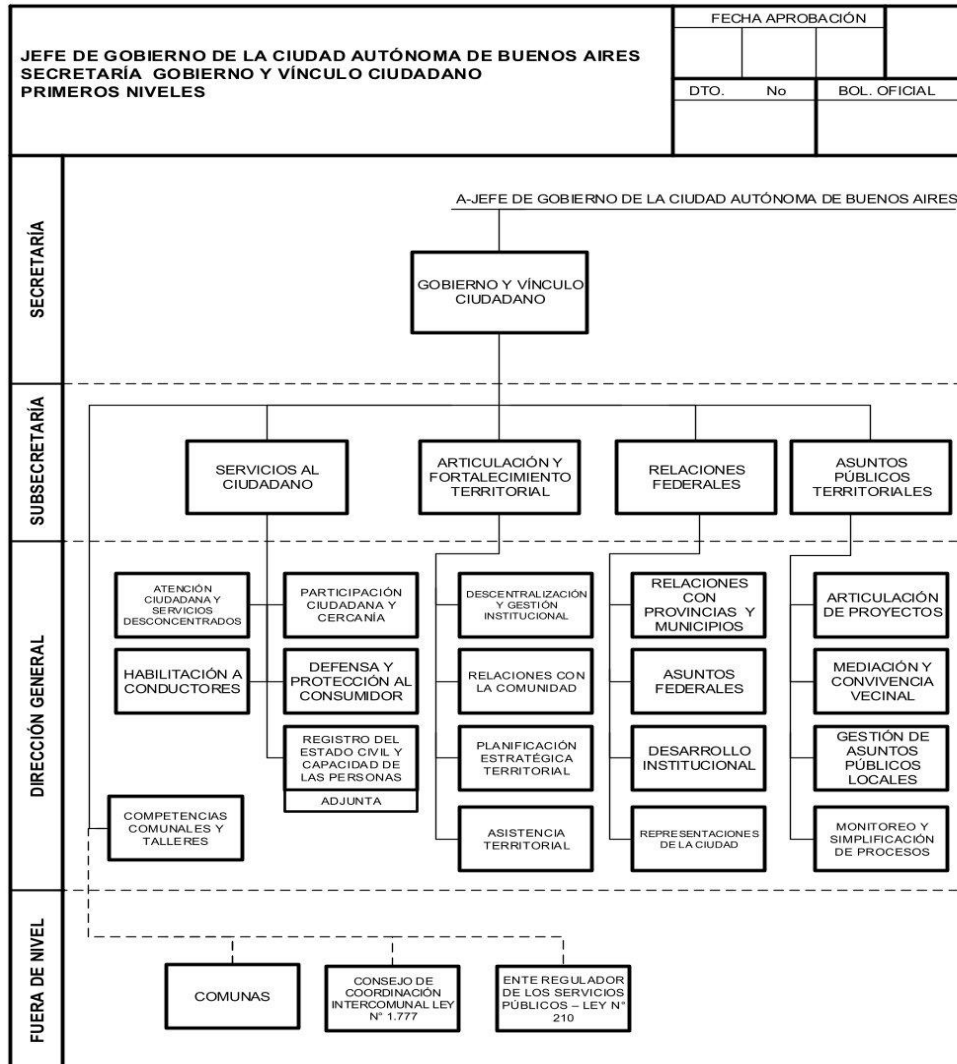 JEFE DE GOBIERNO DE LA CIUDAD AUTÓNOMA DE BUENOS AIRES
SECRETARÍA GOBIERNO Y VÍNCULO CIUDADANO
PRIMEROS NIVELES
FECHA APROBACIÓN
DTO. No
BOL. OFICIAL
SECRETARÍA
A-JEFE DE GOBIERNO DE LA CIUDAD AUTÓNOMA DE BUENOS AIRES
GOBIERNO Y VÍNCULO
CIUDADANO
SUBSECRETARÍA
SERVICIOS AL
CIUDADANO
ARTICULACIÓN Y
FORTALECIMIENTO
TERRITORIAL
RELACIONES
FEDERALES
ASUNTOS
PÚBLICOS
TERRITORIALES
DIRECCIÓN GENERAL
ATENCIÓN
CIUDADANA Y
SERVICIOS
DESCONCENTRADOS
PARTICIPACIÓN
CIUDADANA Y
CERCANÍA
DESCENTRALIZACIÓN
Y GESTIÓN
INSTITUCIONAL
RELACIONES
CON
PROVINCIAS Y
MUNICIPIOS
ARTICULACIÓN
DE PROYECTOS
HABILITACIÓN A
CONDUCTORES
DEFENSA Y
PROTECCIÓN AL
CONSUMIDOR
RELACIONES CON
LA COMUNIDAD
ASUNTOS
FEDERALES
MEDIACIÓN Y
CONVIVENCIA
VECINAL
REGISTRO DEL
ESTADO CIVIL Y
CAPACIDAD DE
LAS PERSONAS
ADJUNTA
PLANIFICACIÓN
ESTRATÉGICA
TERRITORIAL
DESARROLLO
INSTITUCIONAL
GESTIÓN DE
ASUNTOS
PÚBLICOS
LOCALES
COMPETENCIAS
COMUNALES Y
TALLERES
ASISTENCIA
TERRITORIAL
REPRESENTACIONES
DE LA CIUDAD
MONITOREO Y
SIMPLIFICACIÓN
DE PROCESOS
FUERA DE NIVEL
COMUNAS
CONSEJO DE
COORDINACIÓN
INTERCOMUNAL LEY
N° 1.777
ENTE REGULADOR
DE LOS SERVICIOS
PÚBLICOS – LEY N°
210